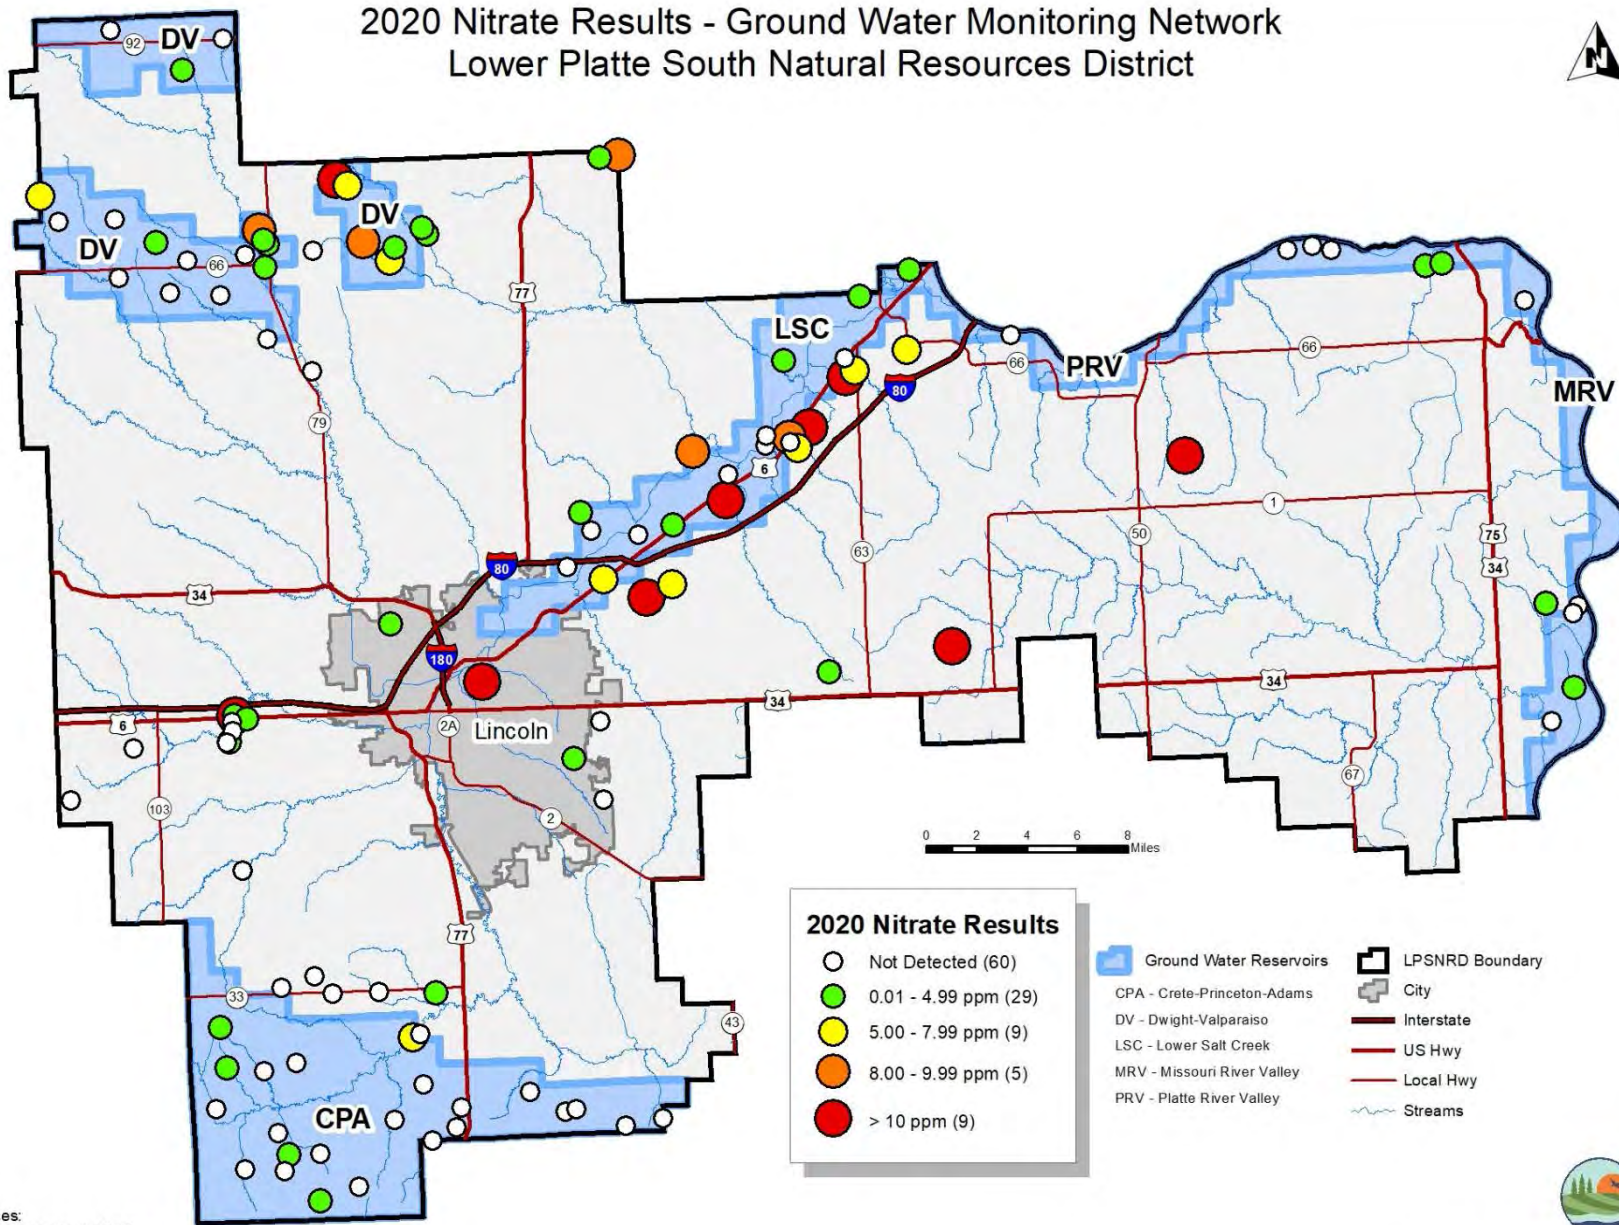 2020 Nitrate Results - Ground Water Monitoring Network
Lower Platte South Natural Resources District
N
92
DV
DV
DV
66
77
LSC
80
66
PRV
66
MRV
79
6
1
50
63
75
34
80
34
180
34
34
6
2A
Lincoln
67
103
2
0 2 4 6 8
Miles
77
33
43
CPA
2020 Nitrate Results
Not Detected (60)
0.01 - 4.99 ppm (29)
5.00 - 7.99 ppm (9)
8.00 - 9.99 ppm (5)
> 10 ppm (9)
Ground Water Reservoirs
CPA - Crete-Princeton-Adams
DV - Dwight-Valparaiso
LSC - Lower Salt Creek
MRV - Missouri River Valley
PRV - Platte River Valley
LPSNRD Boundary
City
Interstate
US Hwy
Local Hwy
Streams
es: